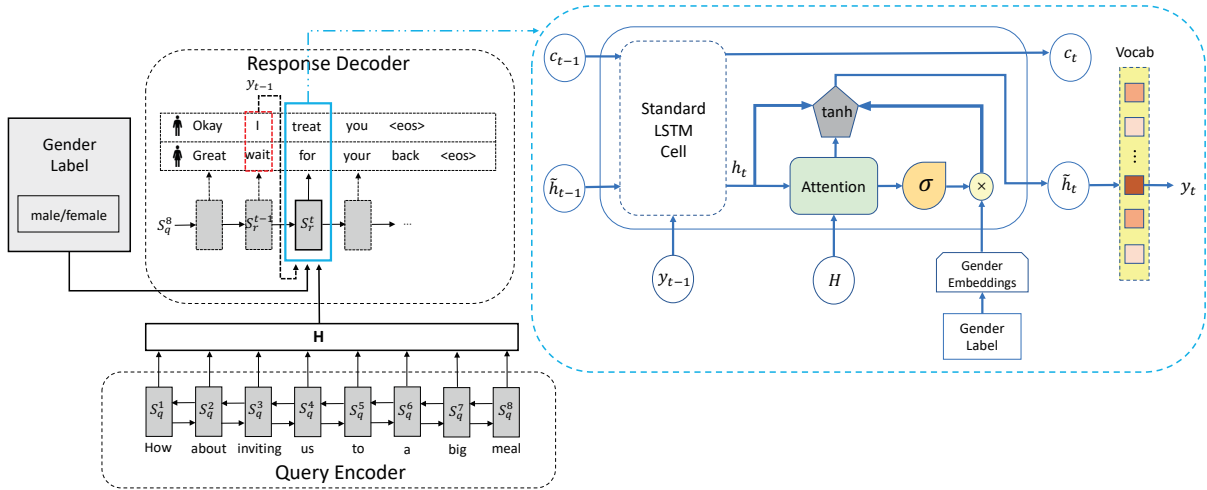 Response Decoder
y_{t-1}
Okay I treat you <eos>
Great wait for your back <eos>
S_q^8 S_r^{t-1} S_r^t ...
Gender
Label
male/female
H
S_q^1 S_q^2 S_q^3 S_q^4 S_q^5 S_q^6 S_q^7 S_q^8
How about inviting us to a big meal
Query Encoder
c_{t-1}
c_t
Vocab
Standard
LSTM
Cell
tanh
h_t
h̃_{t-1}
Attention
σ
×
h̃_t
⋮
y_t
y_{t-1}
H
Gender
Embeddings
Gender
Label